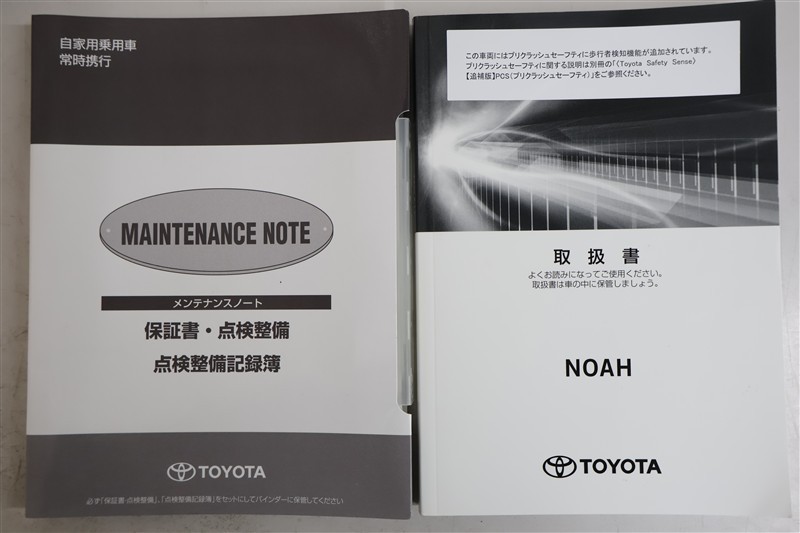 自家用乗用車
常時携行
MAINTENANCE NOTE
メンテナンスノート
保証書・点検整備
点検整備記録簿
TOYOTA
必ず「保証書・点検整備」、「点検整備記録簿」をセットにしてバインダーに保管してください
この車両にはプリクラッシュセーフティに歩行者検知機能が追加されています。
プリクラッシュセーフティに関する説明は別冊の「〈Toyota Safety Sense〉
【追補版】PCS(プリクラッシュセーフティ)」をご参照ください。
取扱書
よくお読みになってご使用ください。
取扱書は車の中に保管しましょう。
NOAH
TOYOTA